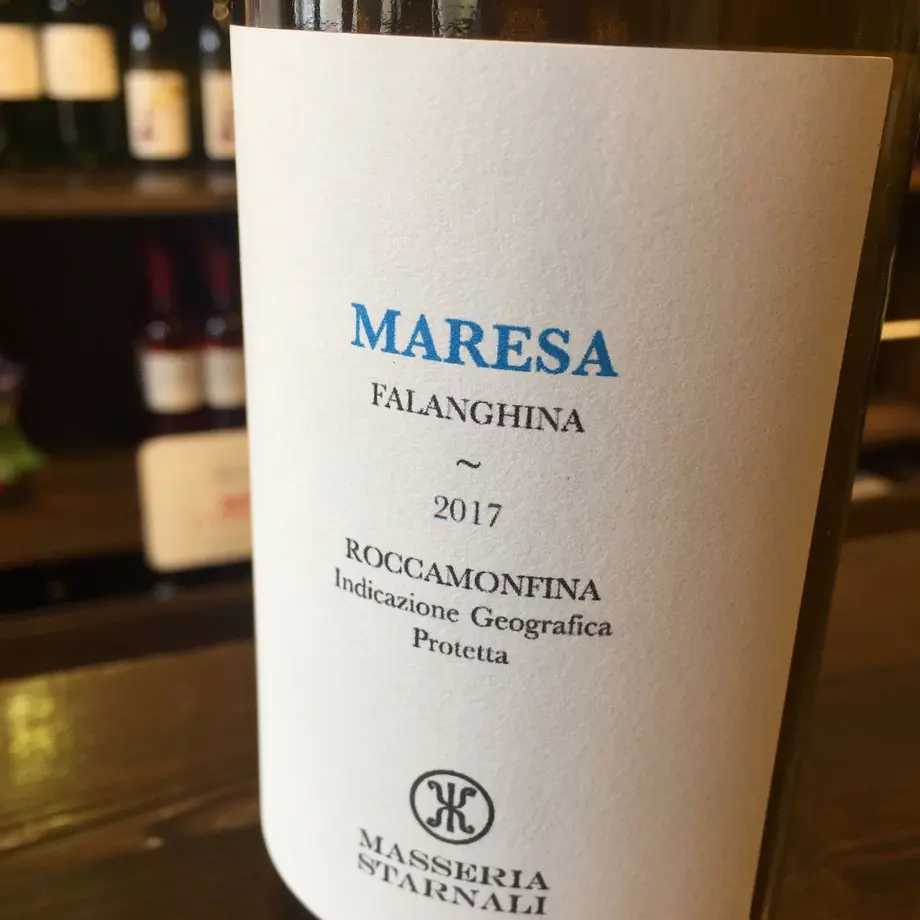 MARESA
FALANGHINA
~
2017
ROCCAMONFINA
Indicazione Geografica
Protetta
MASSERIA
STARNALI